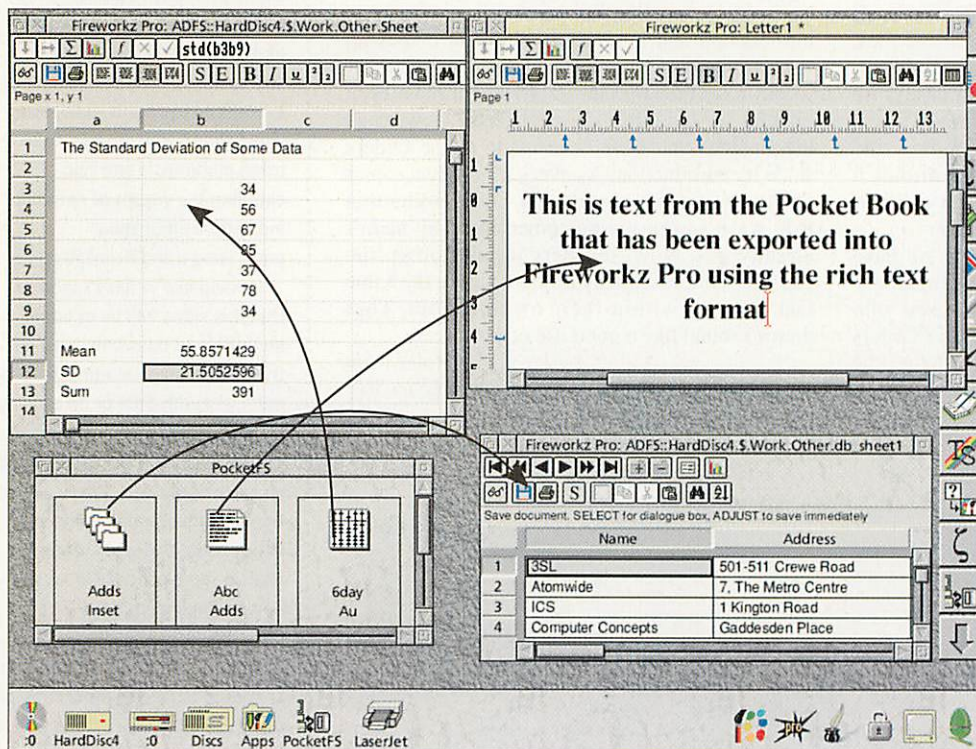 Fireworkz Pro: ADFS::HardDisc4.$.Work.Other.Sheet
std(b3b9)
S E B I u
Page x 1, y 1
a b c d
1 The Standard Deviation of Some Data
2
3 34
4 56
5 67
6 85
7 37
8 78
9 34
10
11 Mean 55.8571429
12 SD 21.5052596
13 Sum 391
14
Fireworkz Pro: Letter1 *
S E B I u
Page 1
1 2 3 4 5 6 7 8 9 10 11 12 13
1
0
1
2
3
4
This is text from the Pocket Book
that has been exported into
Fireworkz Pro using the rich text
format
PocketFS
Adds Abc 6day
Inset Adds Au
Fireworkz Pro: ADFS::HardDisc4.$.Work.Other.db_sheet1
S
Save document. SELECT for dialogue box, ADJUST to save immediately
Name Address
1 3SL 501-511 Crewe Road
2 Atomwide 7, The Metro Centre
3 ICS 1 Kington Road
4 Computer Concepts Gaddesden Place
:0 HardDisc4 :0 Discs Apps PocketFS LaserJet